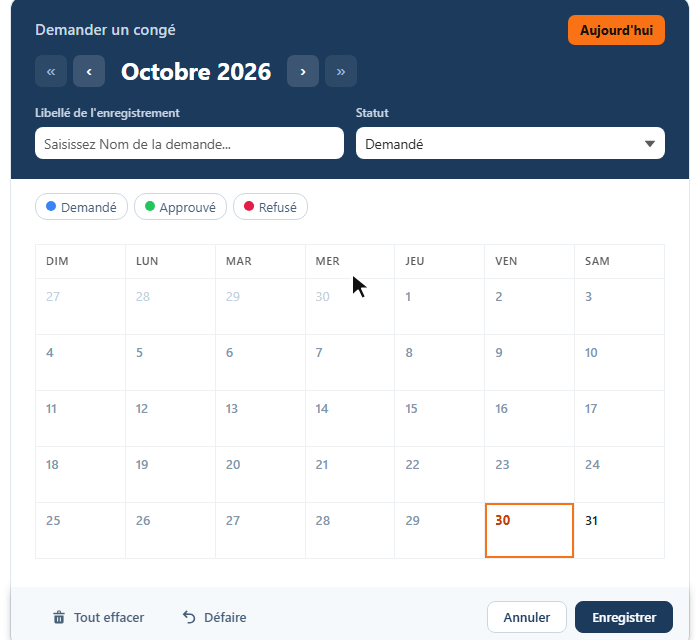 Demander un congé
Aujourd'hui
« ‹ Octobre 2026 › »
Libellé de l'enregistrement Statut
Saisissez Nom de la demande... Demandé
Demandé Approuvé Refusé
DIM LUN MAR MER JEU VEN SAM
27 28 29 30 1 2 3
4 5 6 7 8 9 10
11 12 13 14 15 16 17
18 19 20 21 22 23 24
25 26 27 28 29 30 31
Tout effacer Défaire Annuler Enregistrer